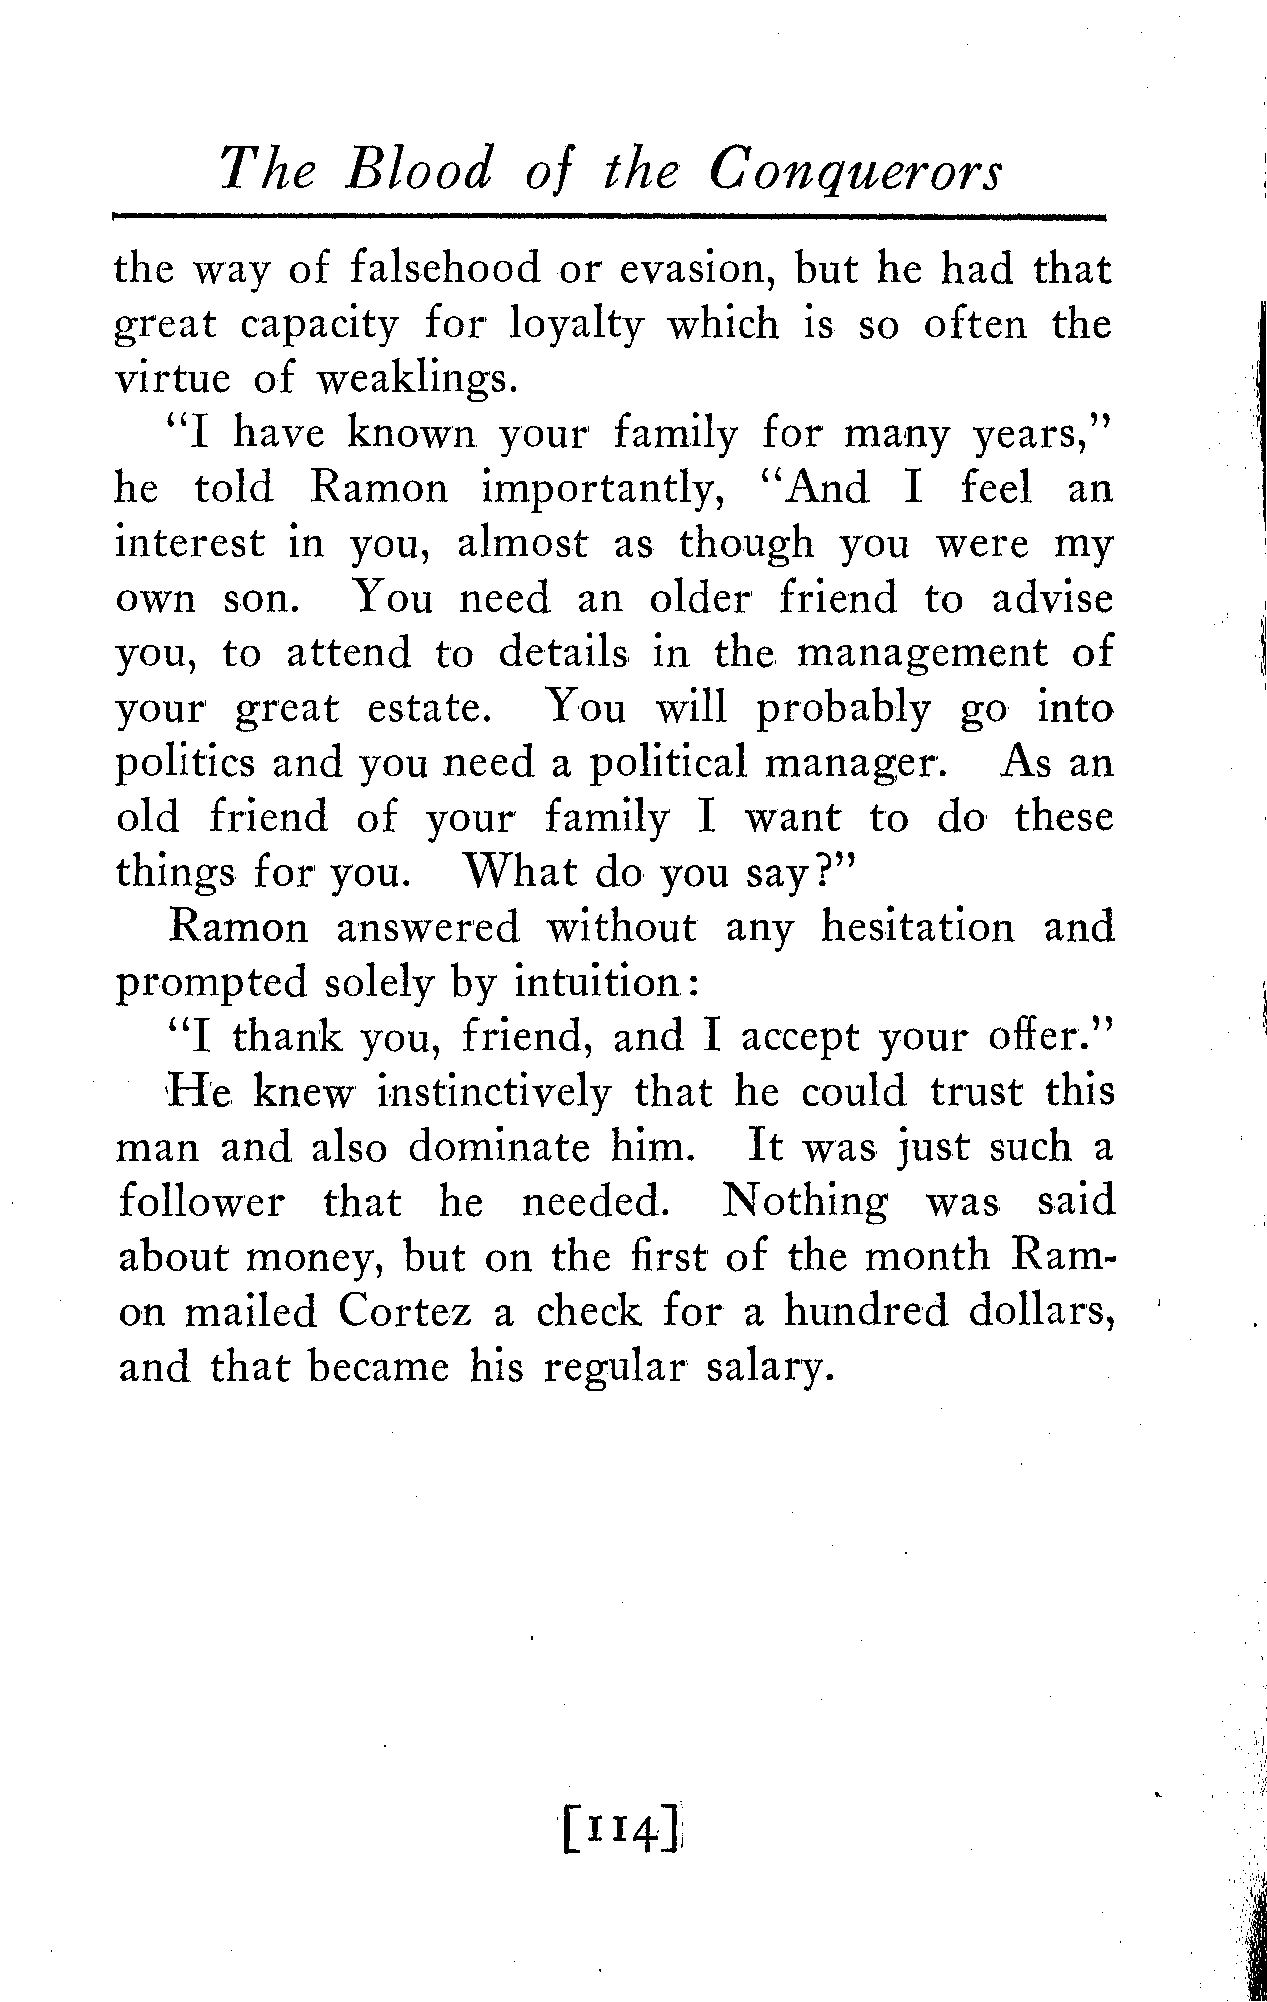 The Blood of the Conquerors
the way of falsehood or evasion, but he had that
great capacity for loyalty which is so often the
virtue of weaklings.
"I have known your family for many years,"
he told Ramon importantly, "And I feel an
interest in you, almost as though you were my
own son. You need an older friend to advise
you, to attend to details in the management of
your great estate. You will probably go into
politics and you need a political manager. As an
old friend of your family I want to do these
things for you. What do you say?"
Ramon answered without any hesitation and
prompted solely by intuition:
"I thank you, friend, and I accept your offer."
He knew instinctively that he could trust this
man and also dominate him. It was just such a
follower that he needed. Nothing was said
about money, but on the first of the month Ram-
on mailed Cortez a check for a hundred dollars,
and that became his regular salary.
[114]